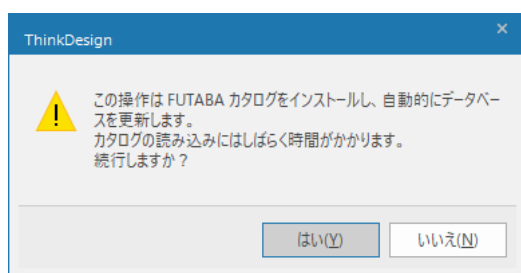 ThinkDesign
この操作は FUTABA カタログをインストールし、自動的にデータベー
スを更新します。
カタログの読み込みにはしばらく時間がかかります。
続行しますか？
はい(Y)
いいえ(N)